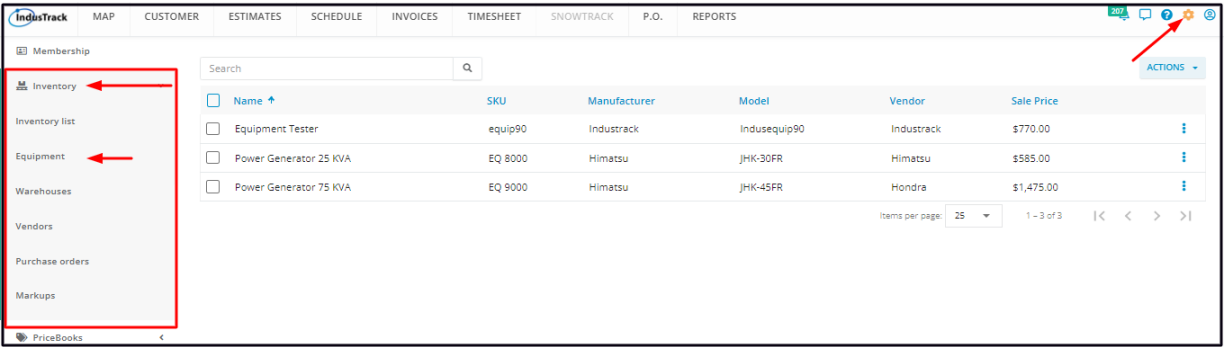 IndusTrack MAP CUSTOMER ESTIMATES SCHEDULE INVOICES TIMESHEET SNOWTRACK P.O. REPORTS 207
Membership
Inventory
Inventory list
Equipment
Warehouses
Vendors
Purchase orders
Markups
PriceBooks
Search ACTIONS
Name SKU Manufacturer Model Vendor Sale Price
Equipment Tester equip90 Industrack Indusequip90 Industrack $770.00
Power Generator 25 KVA EQ 8000 Himatsu JHK-30FR Himatsu $585.00
Power Generator 75 KVA EQ 9000 Himatsu JHK-45FR Hondra $1,475.00
Items per page: 25 1 – 3 of 3